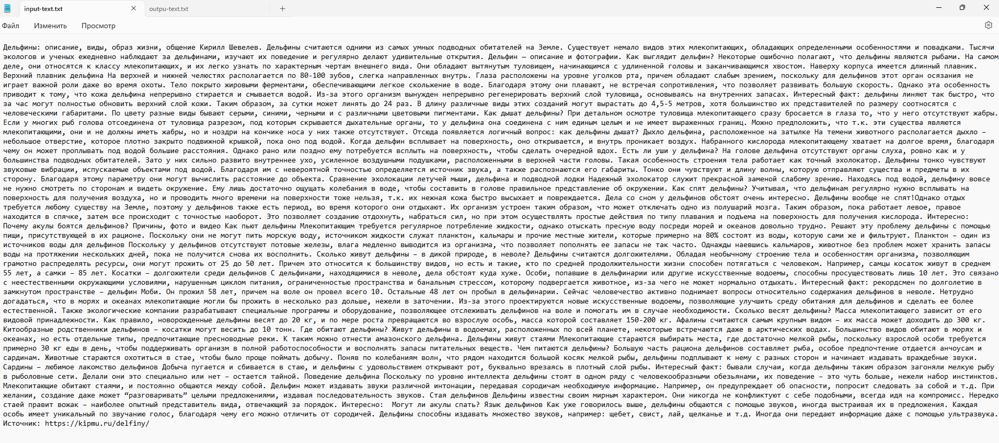 input-text.txt
outpu-text.txt
Файл Изменить Просмотр
Дельфины: описание, виды, образ жизни, общение Кирилл Шевелев. Дельфины считаются одними из самых умных подводных обитателей на Земле. Существует немало видов этих млекопитающих, обладающих определенными особенностями и повадками. Тысячи
экологов и ученых ежедневно наблюдают за дельфинами, изучают их поведение и регулярно делают удивительные открытия. Дельфин – описание и фотографии. Как выглядит дельфин? Некоторые ошибочно полагают, что дельфины являются рыбами. На самом
деле, они относятся к классу млекопитающих, и их легко узнать по характерным чертам внешнего вида. Они обладают вытянутым туловищем, начинающимся с удлиненной головы и заканчивающимся хвостом. Наверху корпуса имеется длинный плавник.
Верхний плавник дельфина На верхней и нижней челюстях располагается по 80-100 зубов, слегка направленных внутрь. Глаза расположены на уровне уголков рта, причем обладают слабым зрением, поскольку для дельфинов этот орган осязания не
играет важной роли даже во время охоты. Тело покрыто жировыми ферментами, обеспечивающими легкое скольжение в воде. Благодаря этому они плавают, не встречая сопротивления, что позволяет развивать большую скорость. Однако эта особенность
приводит к тому, что кожа дельфина непрерывно стирается и смывается водой. Из-за этого организм вынужден непрерывно регенерировать верхний слой туловища, основываясь на внутренних запасах. Интересный факт: дельфины линяют так быстро, что
за час могут полностью обновить верхний слой кожи. Таким образом, за сутки может линять до 24 раз. В длину различные виды этих созданий могут вырастать до 4,5-5 метров, хотя большинство их представителей по размеру соотносятся с
человеческими габаритами. По цвету разные виды бывают серыми, синими, черными и с различными цветовыми пигментами. Как дышат дельфины? При детальном осмотре туловища млекопитающего сразу бросается в глаза то, что у него отсутствуют жабры.
Если у многих рыб голова отсоединена от туловища разрезом, под которым скрываются дыхательные органы, то у дельфина она соединена с ним единым целым и не имеет выраженных границ. Можно предположить, что т.к. эти существа являются
млекопитающими, они и не должны иметь жабры, но и ноздри на кончике носа у них также отсутствуют. Отсюда появляется логичный вопрос: как дельфины дышат? Дыхло дельфина, расположенное на затылке На темени животного располагается дыхло –
небольшое отверстие, которое плотно закрыто подвижной крышкой, пока оно под водой. Когда дельфин всплывает на поверхность, оно открывается, и внутрь проникает воздух. Набранного кислорода млекопитающему хватает на долгое время, благодаря
чему он может проплывать под водой большие расстояния. Однако рано или поздно ему потребуется всплыть на поверхность, чтобы сделать очередной вдох. Есть ли уши у дельфина? На голове дельфина отсутствуют органы слуха, ровно как и у
большинства подводных обитателей. Зато у них сильно развито внутреннее ухо, усиленное воздушными подушками, расположенными в верхней части головы. Такая особенность строения тела работает как точный эхолокатор. Дельфины тонко чувствуют
звуковые вибрации, испускаемые объектами под водой. Благодаря им с невероятной точностью определяется источник звука, а также распознаются его габариты. Тонко они чувствуют и длину волны, которую отправляют существа и предметы в их
сторону. Благодаря этому параметру они могут вычислить расстояние до объекта. Сравнение эхолокации летучей мыши, дельфина и подводной лодки Надежный эхолокатор служит прекрасной заменой слабому зрению. Находясь под водой, дельфину вовсе
не нужно смотреть по сторонам и видеть окружение. Ему лишь достаточно ощущать колебания в воде, чтобы составить в голове правильное представление об окружении. Как спят дельфины? Учитывая, что дельфинам регулярно нужно всплывать на
поверхность для получения воздуха, но и проводить много времени на поверхности тоже нельзя, т.к. их нежная кожа быстро высыхает и повреждается. Дела со сном у дельфинов обстоят очень интересно. Дельфины вообще не спят!Однако отдых
требуется любому существу на Земле, поэтому у дельфинов также есть период, во время которого они отдыхают. Их организм устроен таким образом, что может отключать одно из полушарий мозга. Таким образом, пока работает левое, правое
находится в спячке, затем все происходит с точностью наоборот. Это позволяет созданию отдохнуть, набраться сил, но при этом осуществлять простые действия по типу плавания и подъема на поверхность для получения кислорода. Интересно:
Почему акулы боятся дельфинов? Причины, фото и видео Как пьют дельфины Млекопитающим требуется регулярное потребление жидкости, однако отыскать пресную воду посреди морей и океанов довольно трудно. Решают эту проблему дельфины с помощью
пищи, присутствующей в их рационе. Поскольку они не могут пить морскую воду, источником жидкости служат планктон, кальмары и прочие местные жители, которые примерно на 80% состоят из воды, которую сами же и фильтруют. Планктон – один из
источников воды для дельфинов Поскольку у дельфинов отсутствуют потовые железы, влага медленно выводится из организма, что позволяет пополнять ее запасы не так часто. Однажды наевшись кальмаров, животное без проблем может хранить запасы
воды на протяжении нескольких дней, пока не получится снова их восполнить. Сколько живут дельфины – в дикой природе, в неволе? Дельфины считаются долгожителями. Обладая необычному строению тела и особенностям организма, позволяющим
грамотно распределять ресурсы, они могут прожить от 25 до 50 лет. Причем это относится к большинству видов, но есть и такие, кто по средней продолжительности жизни способен потягаться с человеком. Например, самцы косаток живут в среднем
55 лет, а самки – 85 лет. Косатки – долгожители среди дельфинов С дельфинами, находящимися в неволе, дела обстоят куда хуже. Особи, попавшие в дельфинарии или другие искусственные водоемы, способны просуществовать лишь 10 лет. Это связано
с неестественными окружающими условиями, нарушенным циклом питания, ограниченностью пространства и банальным стрессом, которому подвергается животное, из-за чего не может нормально отдыхать. Интересный факт: рекордсмен по долголетию в
замкнутом пространстве – дельфин Моби. Он прожил 58 лет, причем на воле он провел всего 10. Остальные 48 лет он пробыл в дельфинарии. Сейчас человечество активно поднимает вопросы относительно содержания дельфинов в неволе. Нетрудно
догадаться, что в морях и океанах млекопитающие могли бы прожить в несколько раз дольше, нежели в заточении. Из-за этого проектируются новые искусственные водоемы, позволяющие улучшить среду обитания для дельфинов и сделать ее более
естественной. Также экологические компании разрабатывают специальные программы и оборудование, позволяющее отслеживать дельфинов на воле и помогать им в случае необходимости. Сколько весят дельфины? Масса млекопитающего зависит от его
видовой принадлежности. Как правило, новорожденные дельфины весят до 20 кг, и по мере роста превращаются во взрослую особь, масса которой составляет 150-200 кг. Афалины считаются самым крупным видом – их масса может доходить до 300 кг.
Китообразные родственники дельфинов – косатки могут весить до 10 тонн. Где обитают дельфины? Живут дельфины в водоемах, расположенных по всей планете, некоторые встречаются даже в арктических водах. Большинство видов обитают в морях и
океанах, но есть отдельные типы, предпочитающие пресноводные реки. К таким можно отнести амазонского дельфина. Дельфины живут стаями Млекопитающие стараются выбирать места, где достаточно мелкой рыбы, поскольку взрослой особи требуется
примерно 30 кг еды в день, чтобы поддерживать организм в полной работоспособности и восполнять запасы питательных веществ. Чем питаются дельфины? Большую часть рациона дельфинов составляет рыба, особое предпочтение отдается анчоусам и
сардинам. Животные стараются охотиться в стае, чтобы было проще поймать добычу. Поняв по колебаниям волн, что рядом находится большой косяк мелкой рыбы, дельфины подплывают к нему с разных сторон и начинают издавать враждебные звуки.
Сардины – любимое лакомство дельфинов Добыча пугается и сбивается в стаю, и дельфины с удовольствием открывают рот, буквально врезаясь в плотный слой рыбы. Интересный факт: бывали случаи, когда дельфины таким образом загоняли мелкую рыбу
в рыболовные сети. Делали они это специально или нет – остается тайной. Поведение дельфина Поскольку по уровню интеллекта дельфины стоят в одном ряду с человекообразными обезьянами, их поведение – это чуть больше, нежели набор инстинктов.
Млекопитающие обитают стаями, и постоянно общаются между собой. Дельфин может издавать звуки различной интонации, передавая сородичам необходимую информацию. Например, он предупреждает об опасности, попросит следовать за собой и т.д. При
желании, создание даже может “разговаривать” целыми предложениями, издавая последовательность звуков. Стая дельфинов Дельфины известны своим мирным характером. Они никогда не конфликтуют с себе подобными, всегда идя на компромисс. Нередко
стаей правит вожак – наиболее опытный представитель вида, отвечающий за порядок. Интересно:  Могут ли акулы спать? Язык дельфинов Как уже говорилось выше, дельфины общаются с помощью звуков, иногда выстраивая их в предложения. Каждая
особь имеет уникальный по звучанию голос, благодаря чему его можно отличить от сородичей. Дельфины способны издавать множество звуков, например: щебет, свист, лай, щелканье и т.д. Иногда они передают информацию даже с помощью ультразвука.
Источник: https://kipmu.ru/delfiny/